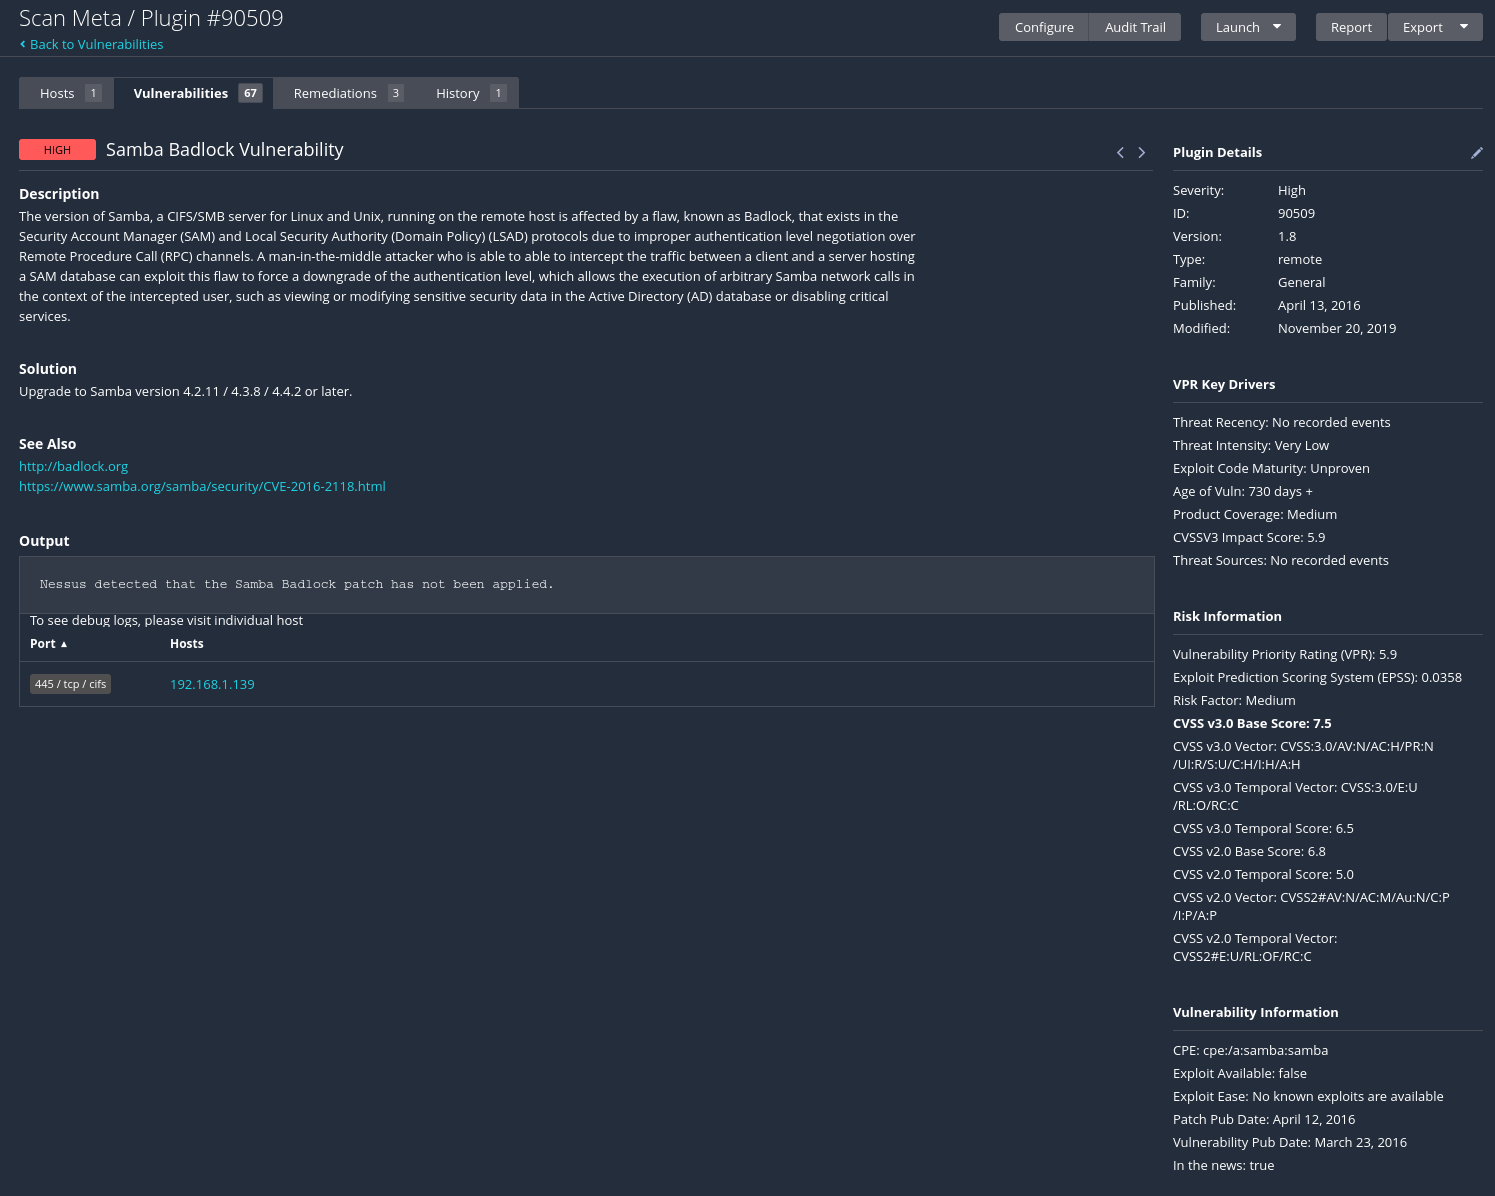 Scan Meta / Plugin #90509
‹ Back to Vulnerabilities
Configure
Audit Trail
Launch
Report
Export
Hosts 1
Vulnerabilities 67
Remediations 3
History 1
HIGH
Samba Badlock Vulnerability
Description
The version of Samba, a CIFS/SMB server for Linux and Unix, running on the remote host is affected by a flaw, known as Badlock, that exists in the
Security Account Manager (SAM) and Local Security Authority (Domain Policy) (LSAD) protocols due to improper authentication level negotiation over
Remote Procedure Call (RPC) channels. A man-in-the-middle attacker who is able to able to intercept the traffic between a client and a server hosting
a SAM database can exploit this flaw to force a downgrade of the authentication level, which allows the execution of arbitrary Samba network calls in
the context of the intercepted user, such as viewing or modifying sensitive security data in the Active Directory (AD) database or disabling critical
services.
Solution
Upgrade to Samba version 4.2.11 / 4.3.8 / 4.4.2 or later.
See Also
http://badlock.org
https://www.samba.org/samba/security/CVE-2016-2118.html
Output
Nessus detected that the Samba Badlock patch has not been applied.
To see debug logs, please visit individual host
Port ▲ Hosts
445 / tcp / cifs 192.168.1.139
Plugin Details
Severity: High
ID: 90509
Version: 1.8
Type: remote
Family: General
Published: April 13, 2016
Modified: November 20, 2019
VPR Key Drivers
Threat Recency: No recorded events
Threat Intensity: Very Low
Exploit Code Maturity: Unproven
Age of Vuln: 730 days +
Product Coverage: Medium
CVSSV3 Impact Score: 5.9
Threat Sources: No recorded events
Risk Information
Vulnerability Priority Rating (VPR): 5.9
Exploit Prediction Scoring System (EPSS): 0.0358
Risk Factor: Medium
CVSS v3.0 Base Score: 7.5
CVSS v3.0 Vector: CVSS:3.0/AV:N/AC:H/PR:N
/UI:R/S:U/C:H/I:H/A:H
CVSS v3.0 Temporal Vector: CVSS:3.0/E:U
/RL:O/RC:C
CVSS v3.0 Temporal Score: 6.5
CVSS v2.0 Base Score: 6.8
CVSS v2.0 Temporal Score: 5.0
CVSS v2.0 Vector: CVSS2#AV:N/AC:M/Au:N/C:P
/I:P/A:P
CVSS v2.0 Temporal Vector:
CVSS2#E:U/RL:OF/RC:C
Vulnerability Information
CPE: cpe:/a:samba:samba
Exploit Available: false
Exploit Ease: No known exploits are available
Patch Pub Date: April 12, 2016
Vulnerability Pub Date: March 23, 2016
In the news: true